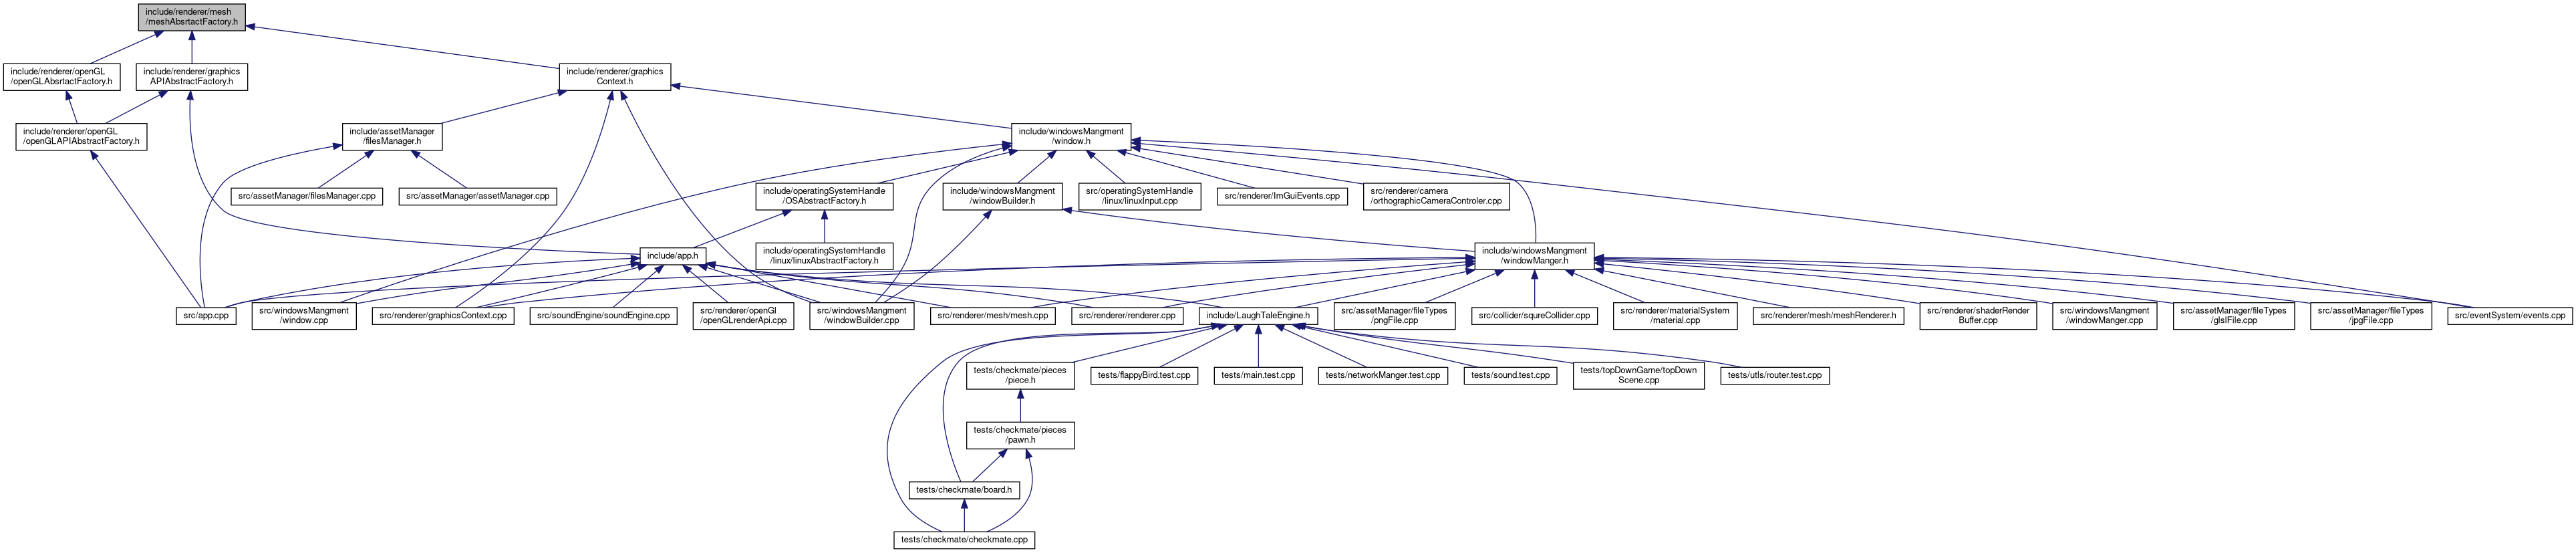 include/renderer/mesh
/meshAbsrtactFactory.h
include/renderer/openGL
/openGLAbsrtactFactory.h
include/renderer/graphics
APIAbstractFactory.h
include/renderer/graphics
Context.h
include/renderer/openGL
/openGLAPIAbstractFactory.h
include/assetManager
/filesManager.h
include/windowsMangment
/window.h
src/assetManager/filesManager.cpp
src/assetManager/assetManager.cpp
include/operatingSystemHandle
/OSAbstractFactory.h
include/windowsMangment
/windowBuilder.h
src/operatingSystemHandle
/linux/linuxInput.cpp
src/renderer/ImGuiEvents.cpp
src/renderer/camera
/orthographicCameraControler.cpp
include/app.h
include/operatingSystemHandle
/linux/linuxAbstractFactory.h
include/windowsMangment
/windowManger.h
src/app.cpp
src/windowsMangment
/window.cpp
src/renderer/graphicsContext.cpp
src/soundEngine/soundEngine.cpp
src/renderer/openGl
/openGLrenderApi.cpp
src/windowsMangment
/windowBuilder.cpp
src/renderer/mesh/mesh.cpp
src/renderer/renderer.cpp
include/LaughTaleEngine.h
src/assetManager/fileTypes
/pngFile.cpp
src/collider/squreCollider.cpp
src/renderer/materialSystem
/material.cpp
src/renderer/mesh/meshRenderer.h
src/renderer/shaderRender
Buffer.cpp
src/windowsMangment
/windowManger.cpp
src/assetManager/fileTypes
/glslFile.cpp
src/assetManager/fileTypes
/jpgFile.cpp
src/eventSystem/events.cpp
tests/checkmate/pieces
/piece.h
tests/flappyBird.test.cpp
tests/main.test.cpp
tests/networkManger.test.cpp
tests/sound.test.cpp
tests/topDownGame/topDown
Scene.cpp
tests/utls/router.test.cpp
tests/checkmate/pieces
/pawn.h
tests/checkmate/board.h
tests/checkmate/checkmate.cpp